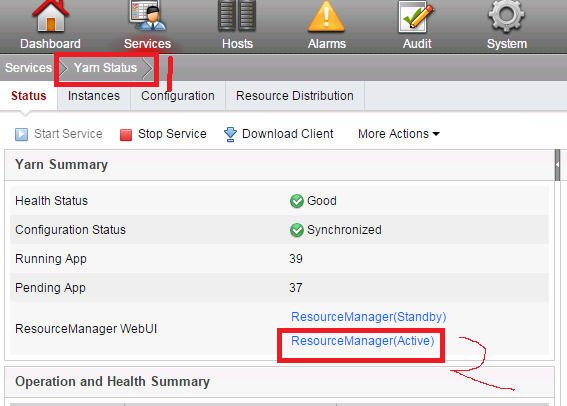 Dashboard Services Hosts Alarms Audit System
Services Yarn Status 1
Status Instances Configuration Resource Distribution
Start Service Stop Service Download Client More Actions
Yarn Summary
Health Status Good
Configuration Status Synchronized
Running App 39
Pending App 37
ResourceManager(Standby)
ResourceManager WebUI
ResourceManager(Active)
2
Operation and Health Summary